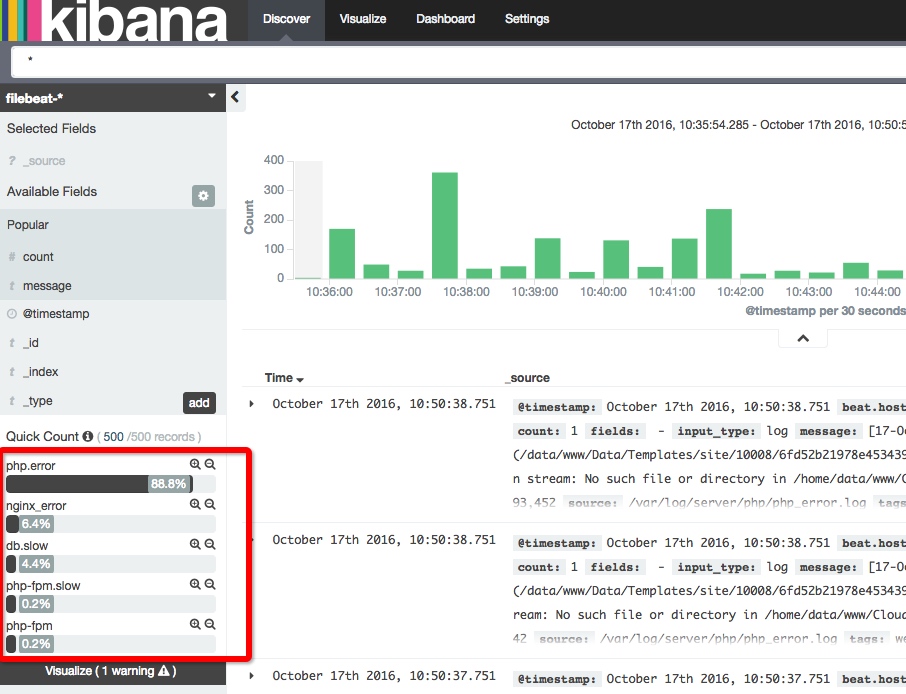 kibana
Discover Visualize Dashboard Settings
*
filebeat-*
Selected Fields
? _source
Available Fields
Popular
# count
t message
@timestamp
t _id
t _index
t _type add
Quick Count ( 500 /500 records )
php.error
88.8%
nginx_error
6.4%
db.slow
4.4%
php-fpm.slow
0.2%
php-fpm
0.2%
Visualize ( 1 warning )
October 17th 2016, 10:35:54.285 - October 17th 2016, 10:50:5
Count
400
300
200
100
0
10:36:00 10:37:00 10:38:00 10:39:00 10:40:00 10:41:00 10:42:00 10:43:00 10:44:00
@timestamp per 30 seconds
Time _source
October 17th 2016, 10:50:38.751 @timestamp: October 17th 2016, 10:50:38.751 beat.host
count: 1 fields: - input_type: log message: [17-Oc
(/data/www/Data/Templates/site/10008/6fd52b21978e453439
n stream: No such file or directory in /home/data/www/C
93,452 source: /var/log/server/php/php_error.log tags
October 17th 2016, 10:50:38.751 @timestamp: October 17th 2016, 10:50:38.751 beat.host
count: 1 fields: - input_type: log message: [17-Oc
(/data/www/Data/Templates/site/10008/6fd52b21978e453439
ream: No such file or directory in /home/data/www/Cloud
42 source: /var/log/server/php/php_error.log tags: we
October 17th 2016, 10:50:37.751 @timestamp: October 17th 2016, 10:50:37.751 beat.host